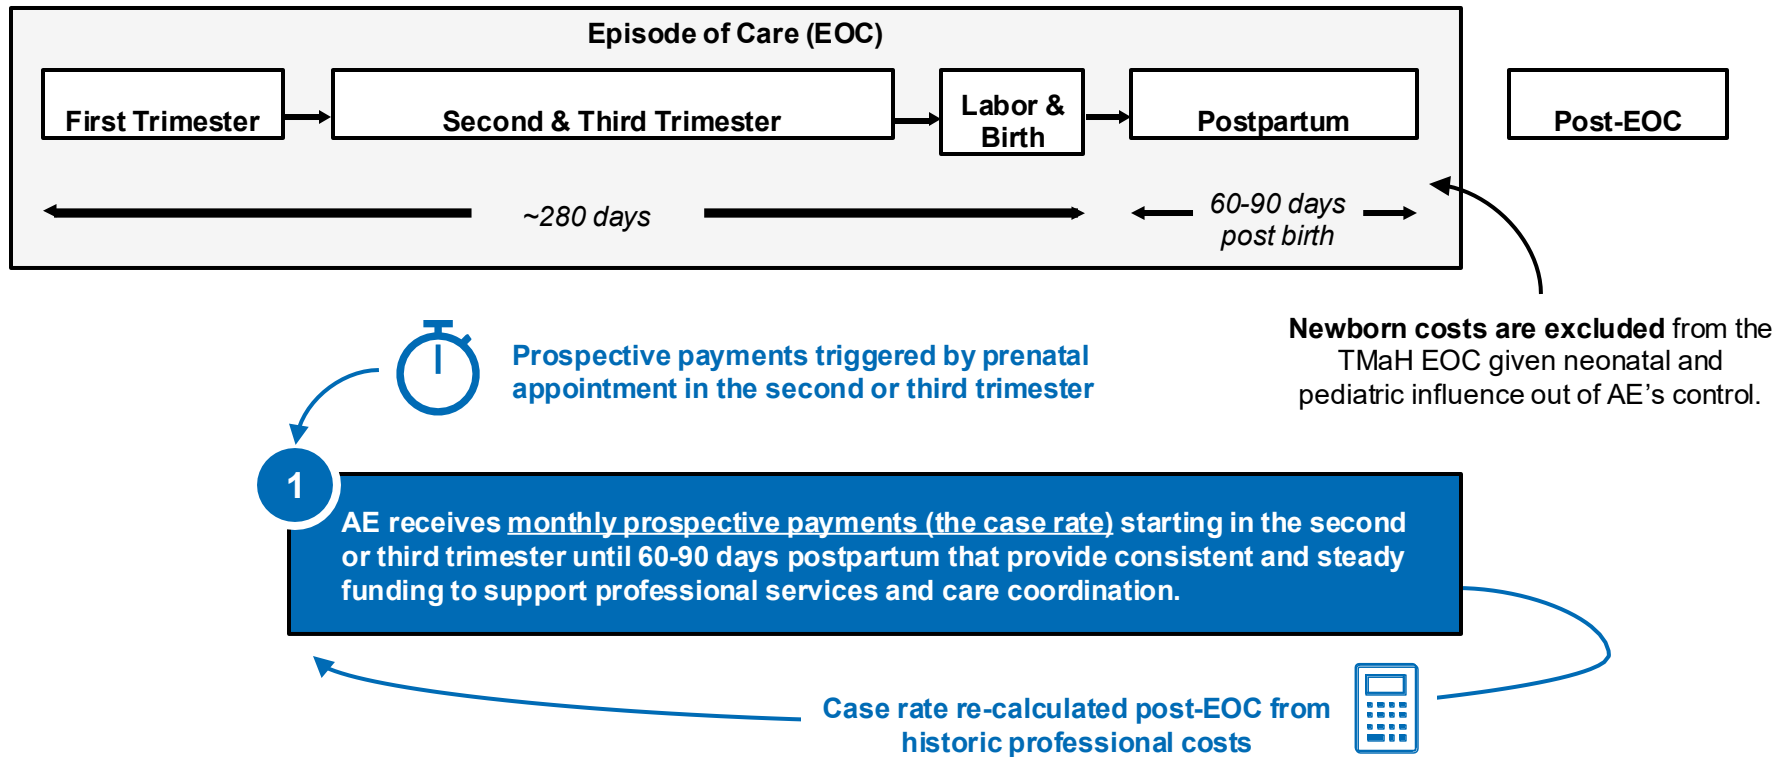 Episode of Care (EOC)
First Trimester
Second & Third Trimester
Labor &
Birth
Postpartum
Post-EOC
~280 days
60-90 days
post birth
Newborn costs are excluded from the
TMaH EOC given neonatal and
pediatric influence out of AE’s control.
Prospective payments triggered by prenatal
appointment in the second or third trimester
1
AE receives monthly prospective payments (the case rate) starting in the second
or third trimester until 60-90 days postpartum that provide consistent and steady
funding to support professional services and care coordination.
Case rate re-calculated post-EOC from
historic professional costs